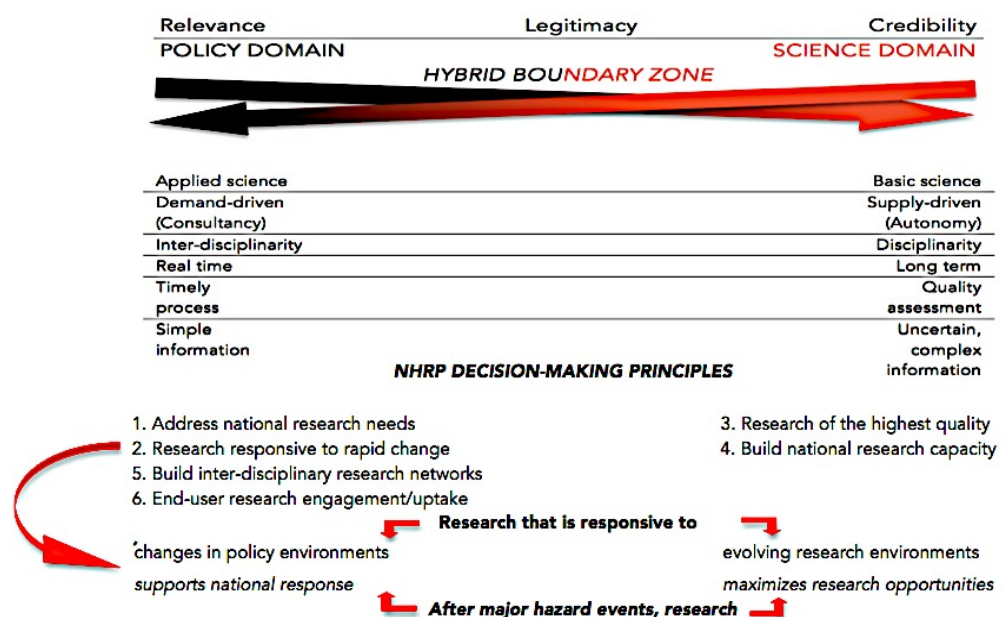 Relevance Legitimacy Credibility
POLICY DOMAIN SCIENCE DOMAIN
HYBRID BOUNDARY ZONE
Applied science Basic science
Demand-driven Supply-driven
(Consultancy) (Autonomy)
Inter-disciplinarity Disciplinarity
Real time Long term
Timely Quality
process assessment
Simple Uncertain,
information complex
NHRP DECISION-MAKING PRINCIPLES information
1. Address national research needs 3. Research of the highest quality
2. Research responsive to rapid change 4. Build national research capacity
5. Build inter-disciplinary research networks
6. End-user research engagement/uptake
Research that is responsive to
changes in policy environments evolving research environments
supports national response maximizes research opportunities
After major hazard events, research